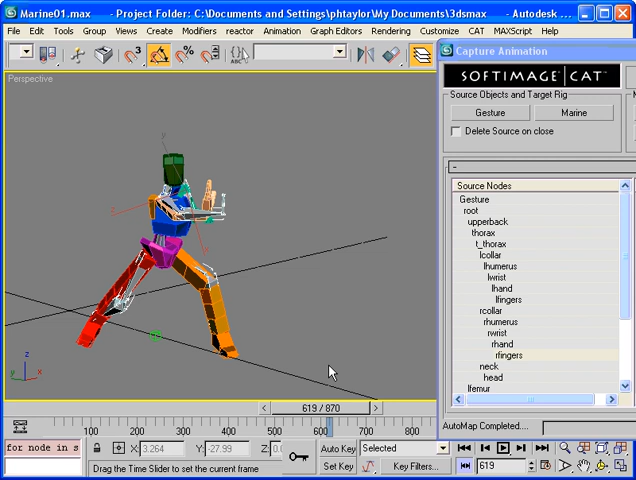 Marine01.max - Project Folder: C:\Documents and Settings\phtaylor\My Documents\3dsmax - Autodesk
File Edit Tools Group Views Create Modifiers reactor Animation Graph Editors Rendering Customize CAT MAXScript Help
Capture Animation
SOFTIMAGE | CAT
Source Objects and Target Rig
Gesture Marine
Delete Source on close
Perspective
Source Nodes
Gesture
root
upperback
thorax
t_thorax
lcollar
lhumerus
lwrist
lhand
lfingers
rcollar
rhumerus
rwrist
rhand
rfingers
neck
head
lfemur
AutoMap Completed....
619 / 870
100 200 300 400 500 600 700 800
for node in s
X: 3.264 Y: -27.99 Z: 0.
Auto Key Selected
Drag the Time Slider to set the current frame
Set Key Key Filters... 619